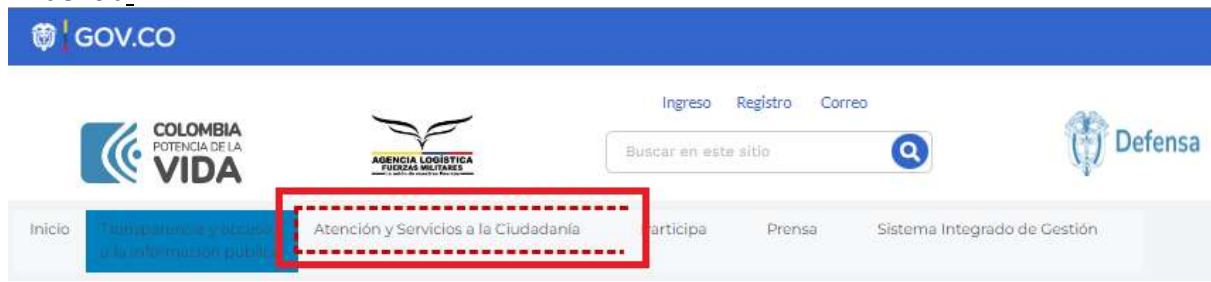 GOV.CO
Ingreso Registro Correo
COLOMBIA
POTENCIA DE LA
VIDA
AGENCIA LOGÍSTICA
FUERZAS MILITARES
Buscar en este sitio
Defensa
Inicio Transparencia y acceso Atención y Servicios a la Ciudadanía Participa Prensa Sistema Integrado de Gestión
a la información pública